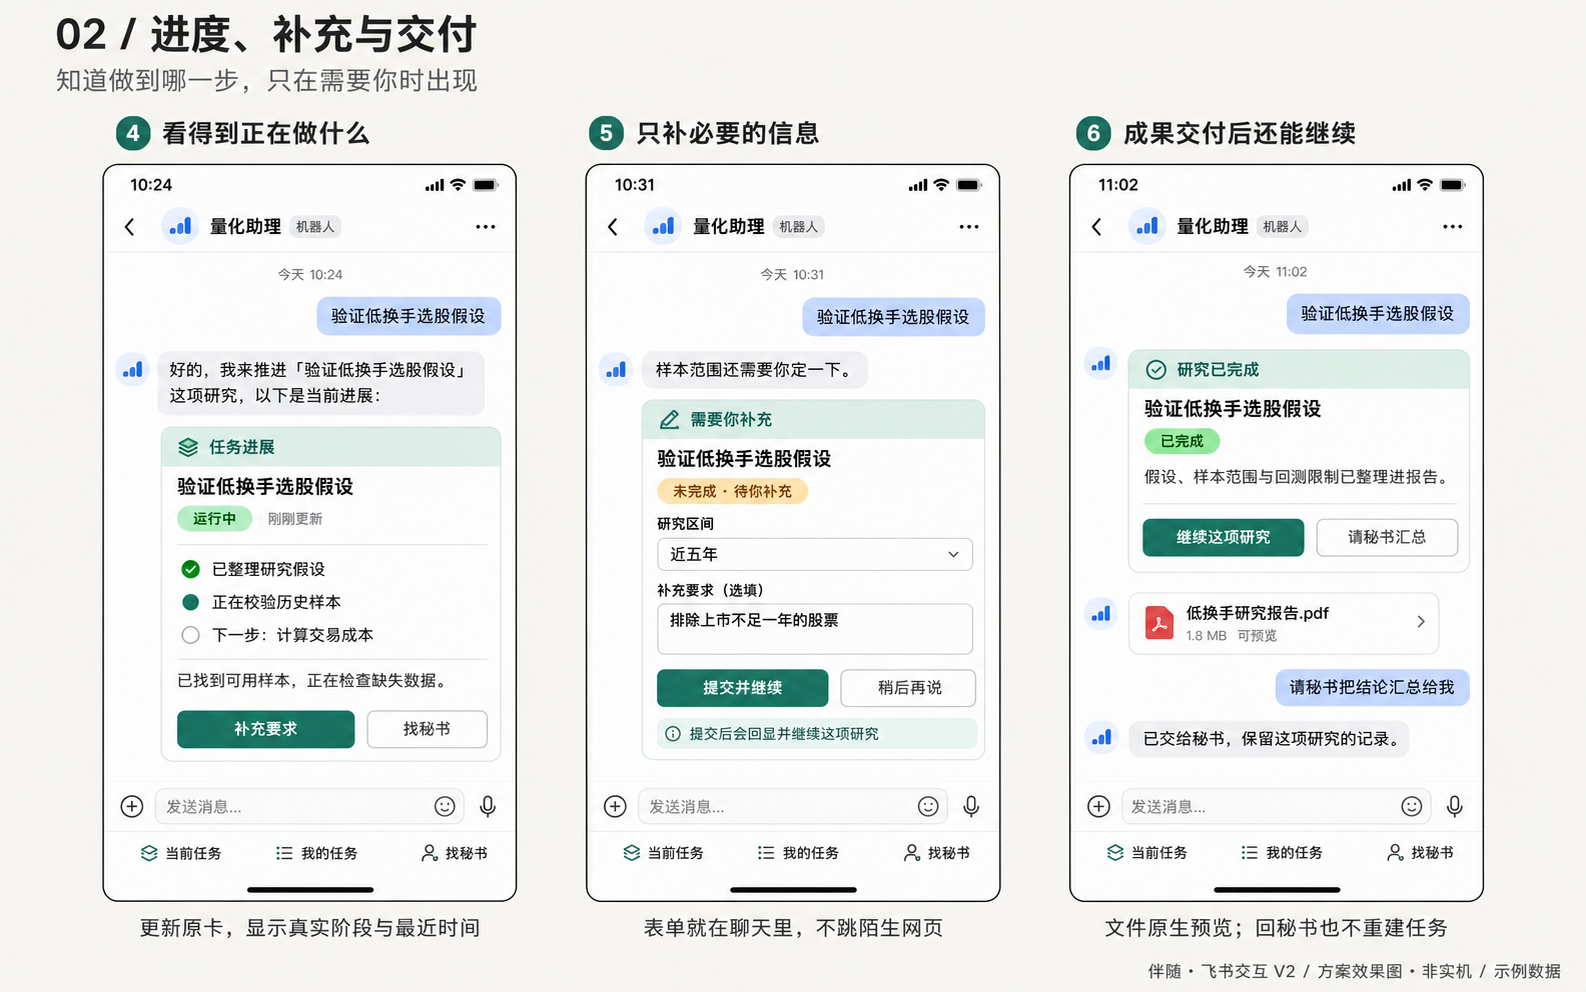 02 / 进度、补充与交付
知道做到哪一步，只在需要你时出现
4 看得到正在做什么
10:24
量化助理 机器人
今天 10:24
验证低换手选股假设
好的，我来推进「验证低换手选股假设」
这项研究，以下是当前进展：
任务进展
验证低换手选股假设
运行中 刚刚更新
已整理研究假设
正在校验历史样本
下一步：计算交易成本
已找到可用样本，正在检查缺失数据。
补充要求 找秘书
发送消息...
当前任务 我的任务 找秘书
更新原卡，显示真实阶段与最近时间
5 只补必要的信息
10:31
量化助理 机器人
今天 10:31
验证低换手选股假设
样本范围还需要你定一下。
需要你补充
验证低换手选股假设
未完成·待你补充
研究区间
近五年
补充要求（选填）
排除上市不足一年的股票
提交并继续 稍后再说
提交后会回显并继续这项研究
发送消息...
当前任务 我的任务 找秘书
表单就在聊天里，不跳陌生网页
6 成果交付后还能继续
11:02
量化助理 机器人
今天 11:02
验证低换手选股假设
研究已完成
验证低换手选股假设
已完成
假设、样本范围与回测限制已整理进报告。
继续这项研究 请秘书汇总
低换手研究报告.pdf
1.8 MB 可预览
请秘书把结论汇总给我
已交给秘书，保留这项研究的记录。
发送消息...
当前任务 我的任务 找秘书
文件原生预览；回秘书也不重建任务
伴随·飞书交互 V2 / 方案效果图·非实机 / 示例数据